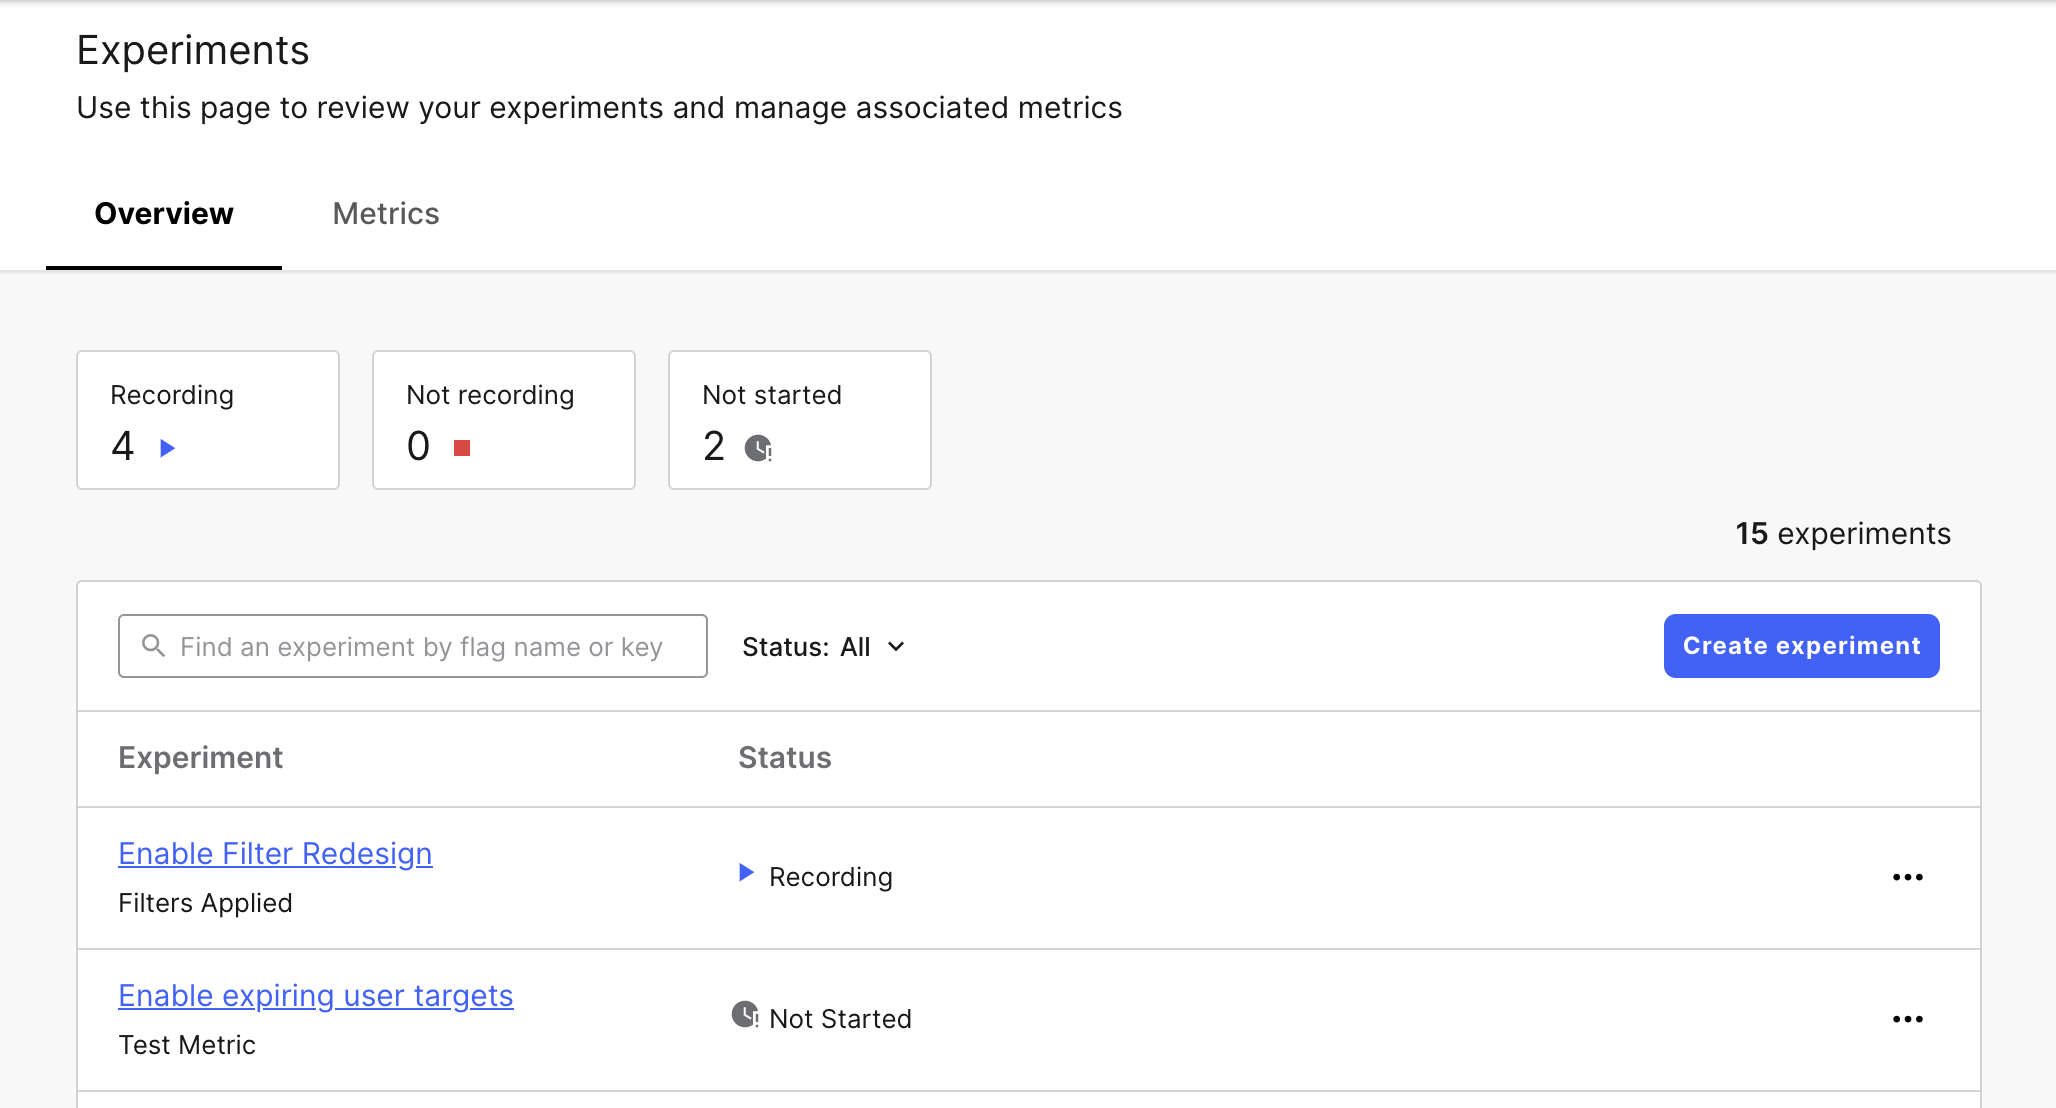 Experiments
Use this page to review your experiments and manage associated metrics
Overview Metrics
Recording
4
Not recording
0
Not started
2
15 experiments
Find an experiment by flag name or key
Status: All
Create experiment
Experiment Status
Enable Filter Redesign
Filters Applied
Recording
Enable expiring user targets
Test Metric
Not Started